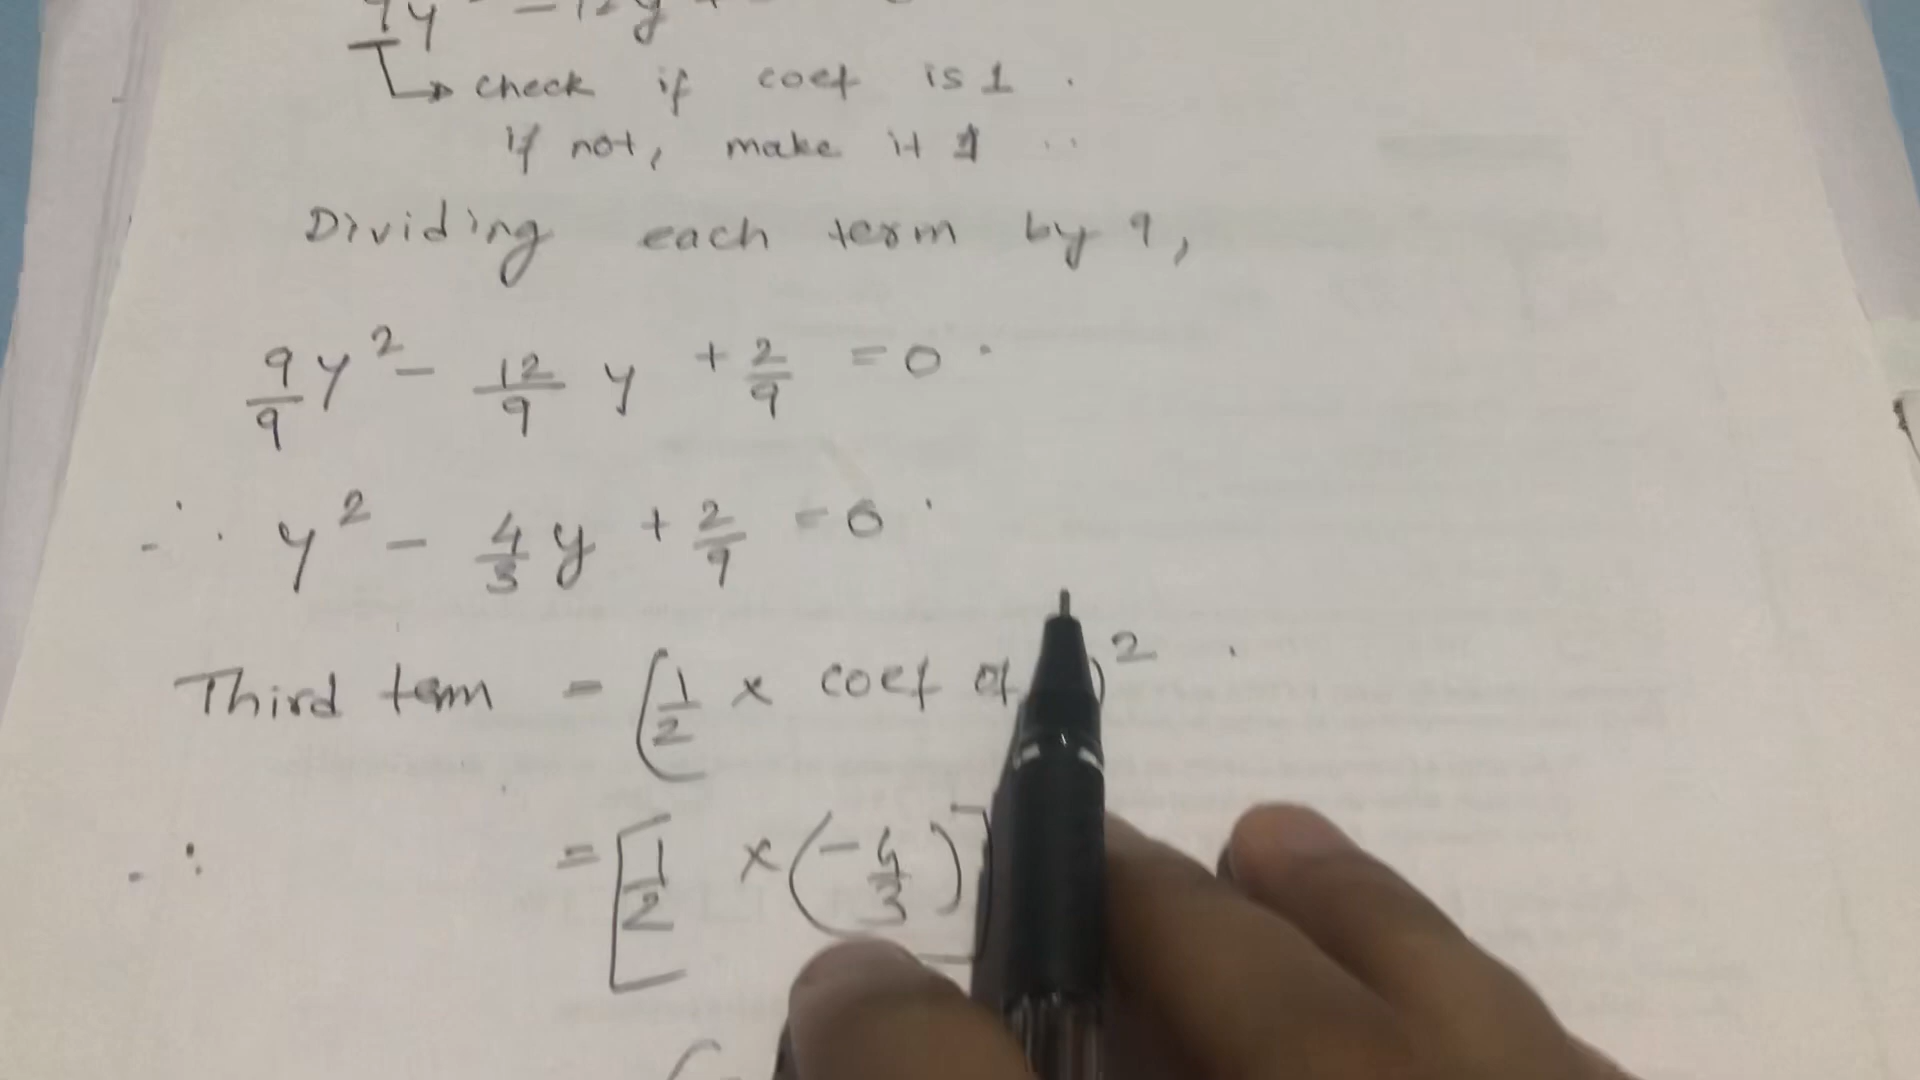 9y - 12y
↳ check if coef is 1.
if not, make it 1 ..
Dividing each term by 9,
9/9 y² - 12/9 y + 2/9 = 0.
∴ y² - 4/3 y + 2/9 = 0.
Third term = (1/2 × coef of )² .
∴ = [1/2 × (-4/3)]